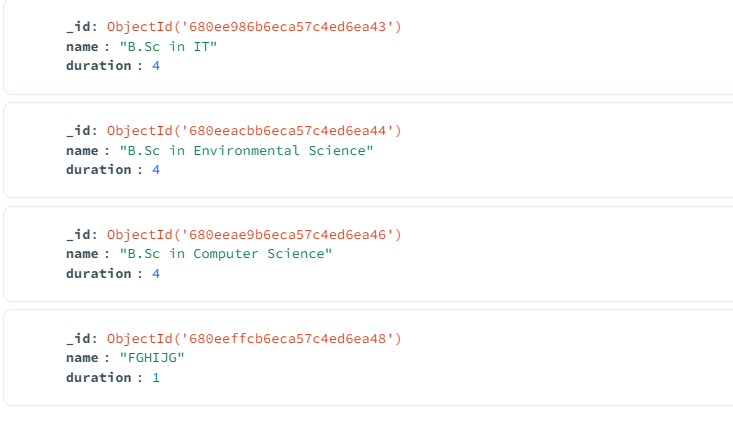 _id: ObjectId('680ee986b6eca57c4ed6ea43')
name : "B.Sc in IT"
duration : 4
_id: ObjectId('680eeacbb6eca57c4ed6ea44')
name : "B.Sc in Environmental Science"
duration : 4
_id: ObjectId('680eeae9b6eca57c4ed6ea46')
name : "B.Sc in Computer Science"
duration : 4
_id: ObjectId('680eeffcb6eca57c4ed6ea48')
name : "FGHIJG"
duration : 1